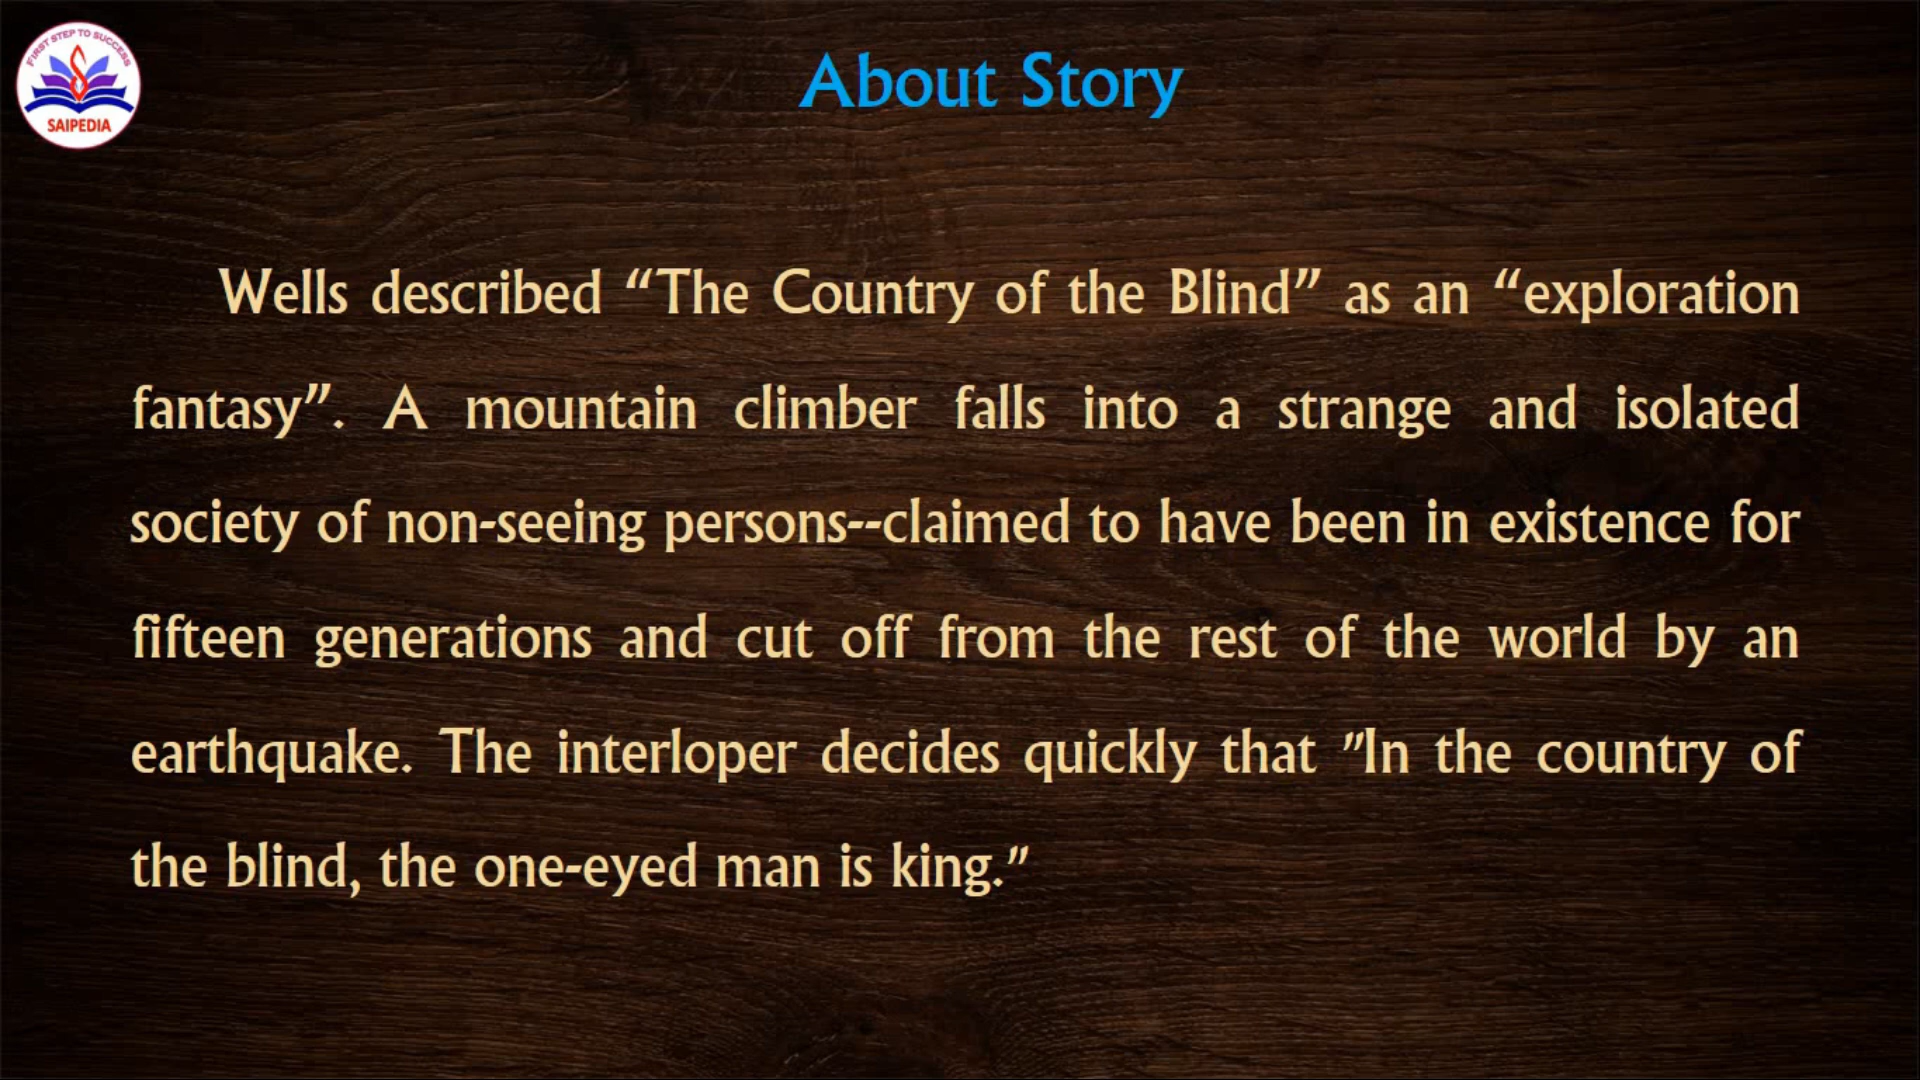 FIRST STEP TO SUCCESS
SAIPEDIA
About Story
Wells described “The Country of the Blind” as an “exploration
fantasy”. A mountain climber falls into a strange and isolated
society of non-seeing persons--claimed to have been in existence for
fifteen generations and cut off from the rest of the world by an
earthquake. The interloper decides quickly that "In the country of
the blind, the one-eyed man is king."